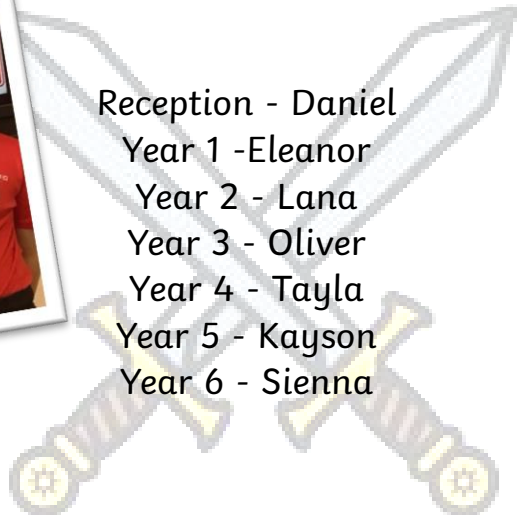 Reception - Daniel
Year 1 -Eleanor
Year 2 - Lana
Year 3 - Oliver
Year 4 - Tayla
Year 5 - Kayson
Year 6 - Sienna